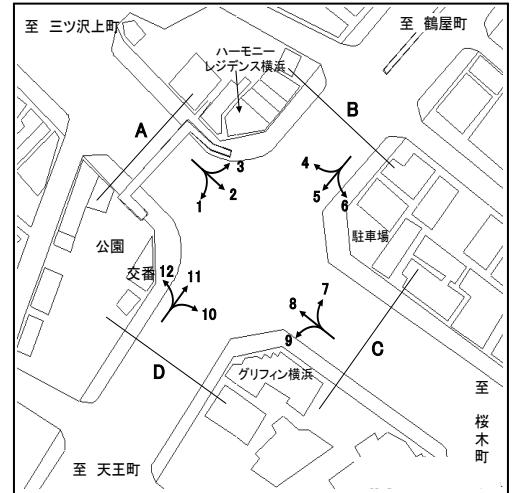 至 三ツ沢上町
至 鶴屋町
ハーモニー
レジデンス横浜
A
B
3
4
1
2
5
6
公園
駐車場
交番
12
11
10
7
8
9
C
D
グリフィン横浜
至 桜木町
至 天王町